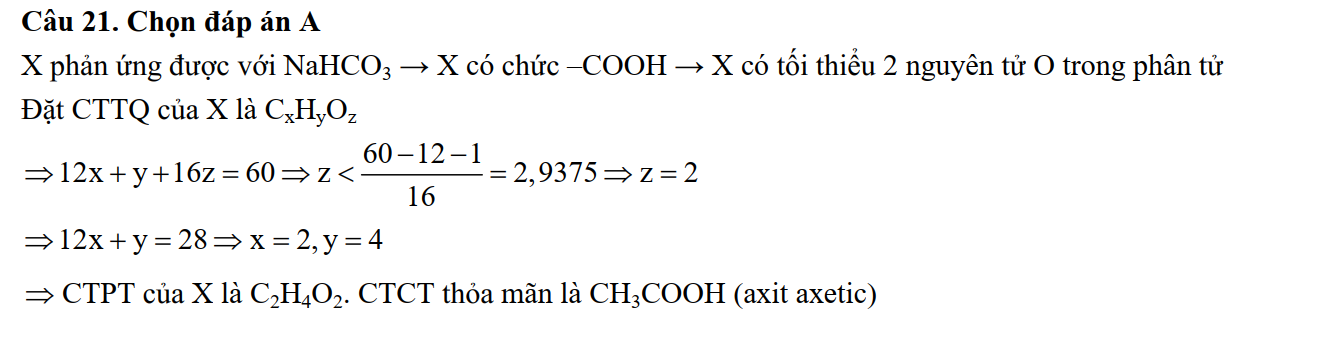 Câu 21. Chọn đáp án A
X phản ứng được với NaHCO₃ → X có chức –COOH → X có tối thiểu 2 nguyên tử O trong phân tử
Đặt CTTQ của X là CₓHᵧO_z
⇒ 12x + y + 16z = 60 ⇒ z < (60 − 12 − 1)/16 = 2,9375 ⇒ z = 2
⇒ 12x + y = 28 ⇒ x = 2, y = 4
⇒ CTPT của X là C₂H₄O₂. CTCT thỏa mãn là CH₃COOH (axit axetic)